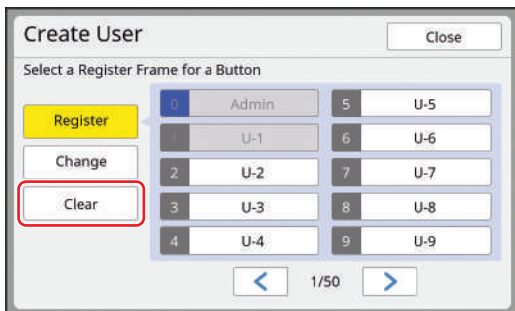 Create User
Close
Select a Register Frame for a Button
Register
Change
Clear
0 Admin
1 U-1
2 U-2
3 U-3
4 U-4
5 U-5
6 U-6
7 U-7
8 U-8
9 U-9
1/50